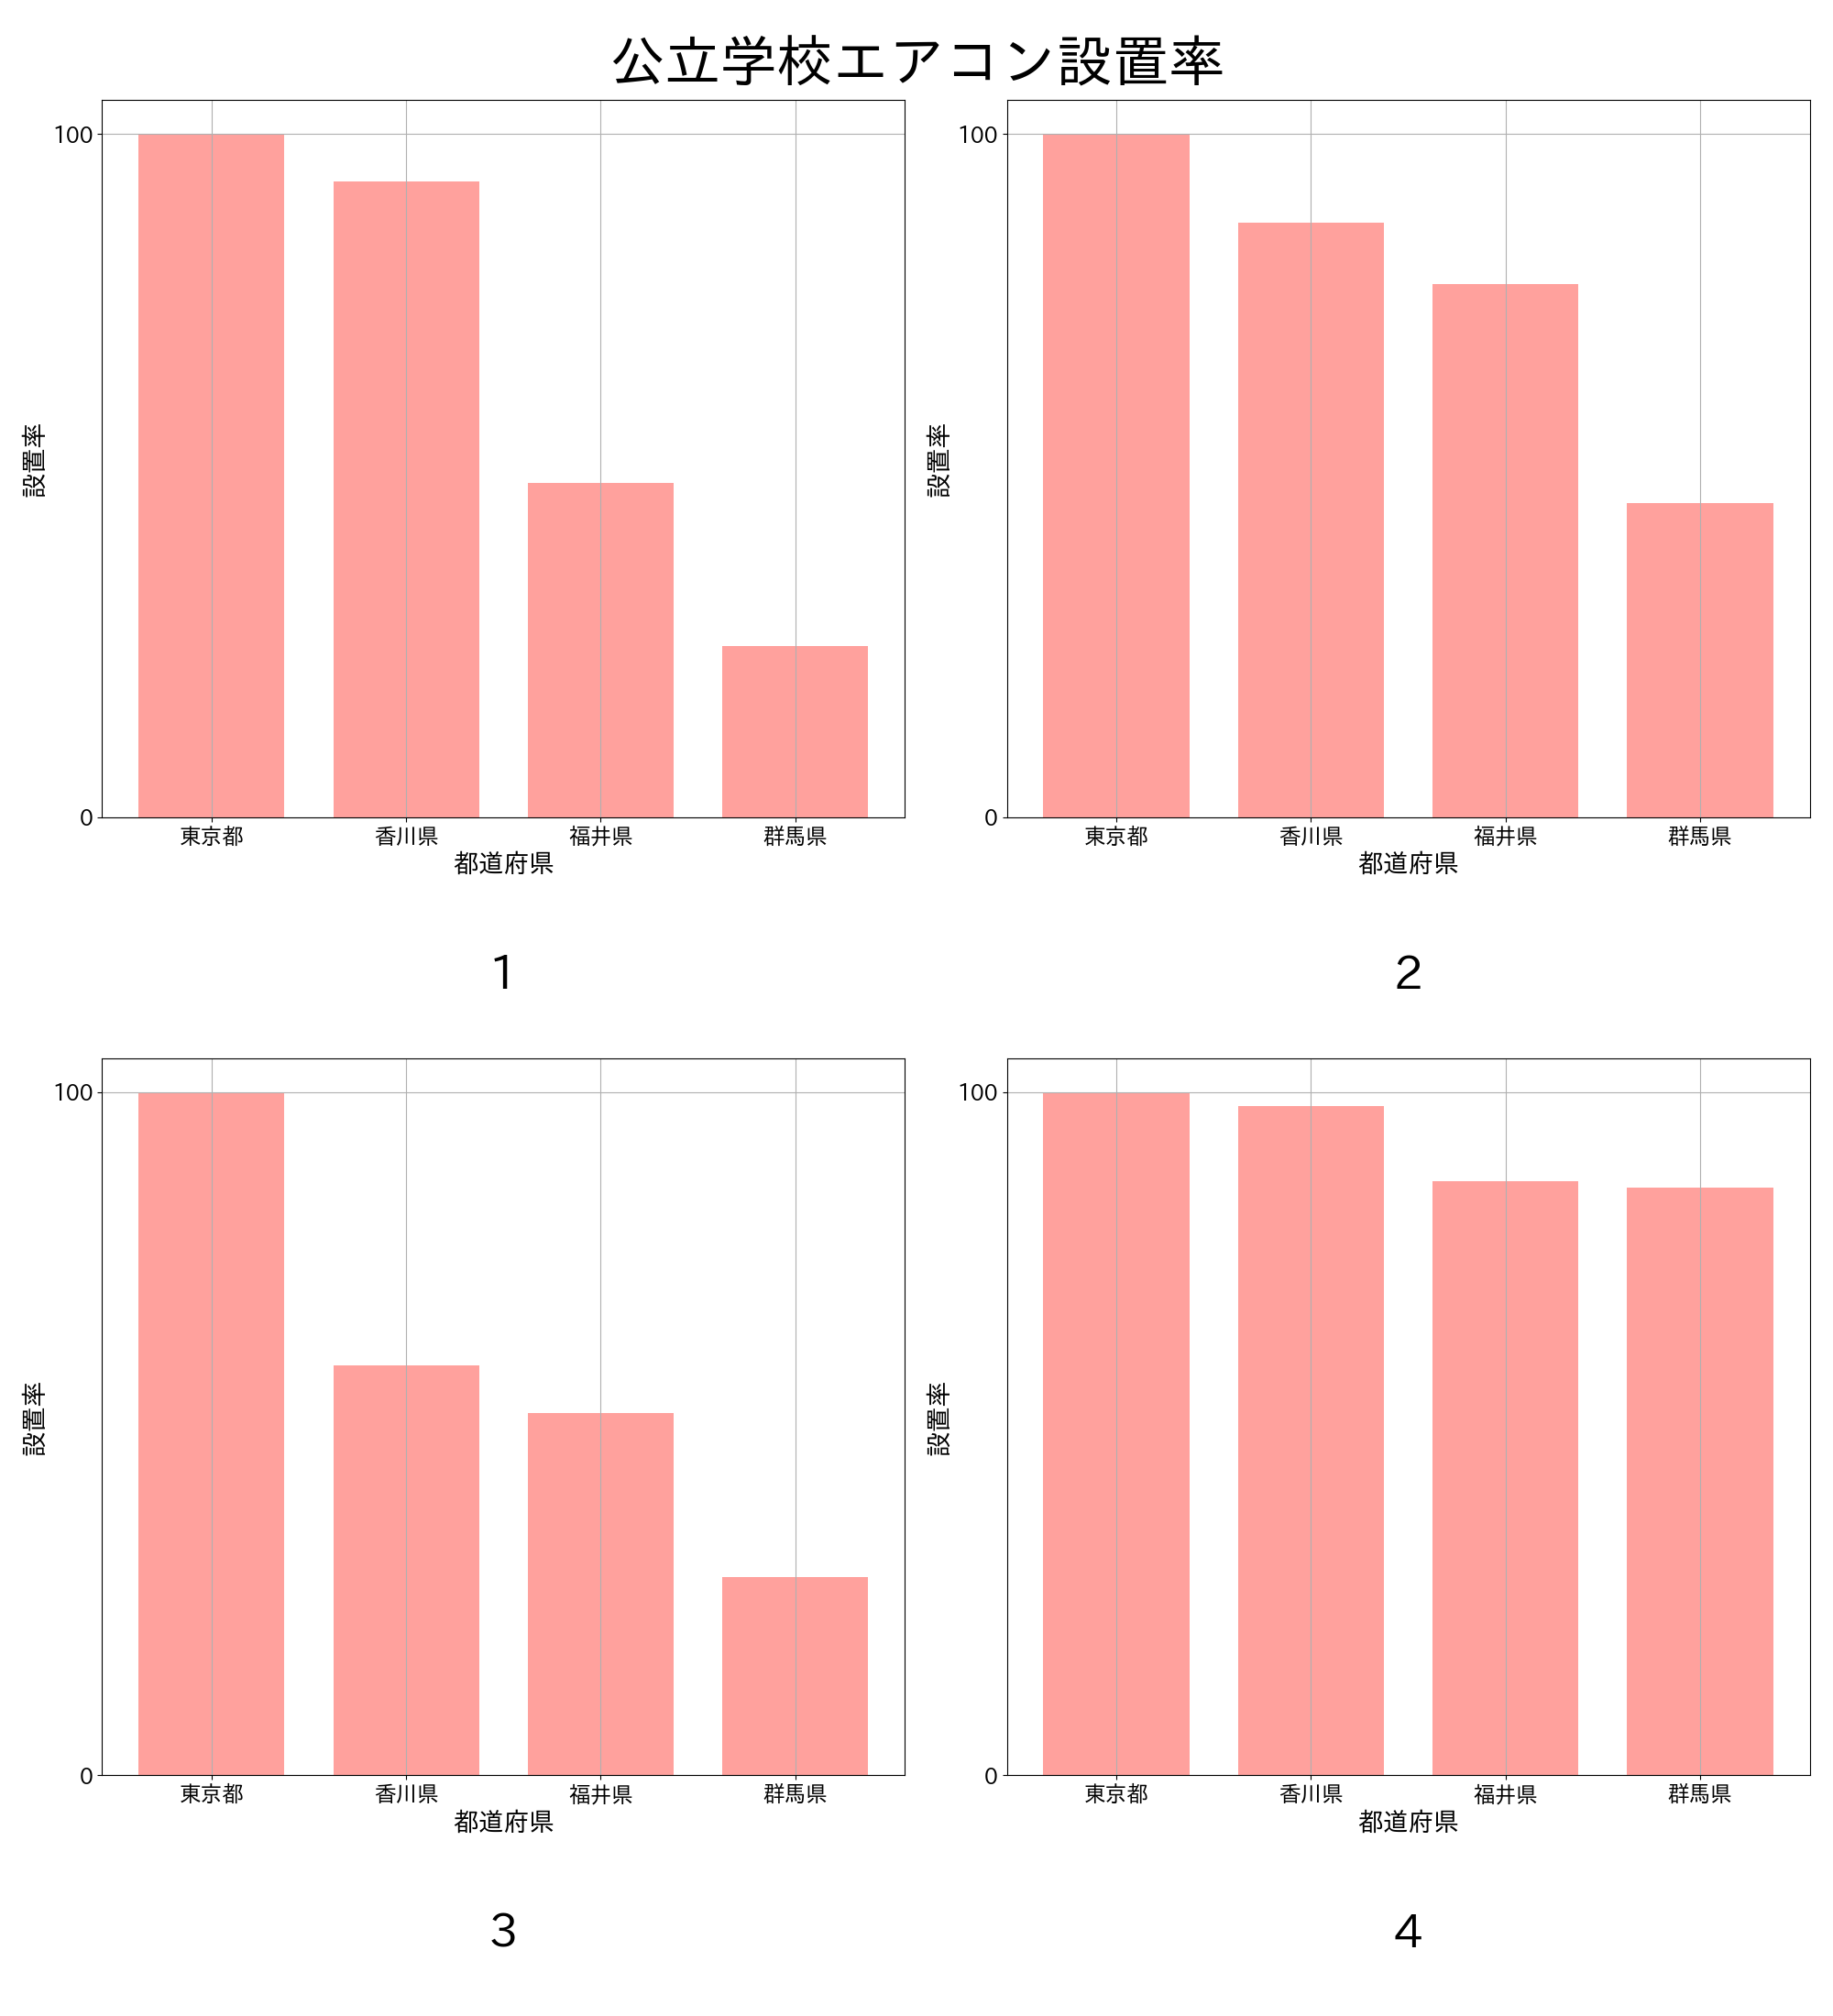 公立学校エアコン設置率
100
0
設置率
東京都 香川県 福井県 群馬県
都道府県
1
100
0
設置率
東京都 香川県 福井県 群馬県
都道府県
2
100
0
設置率
東京都 香川県 福井県 群馬県
都道府県
3
100
0
設置率
東京都 香川県 福井県 群馬県
都道府県
4